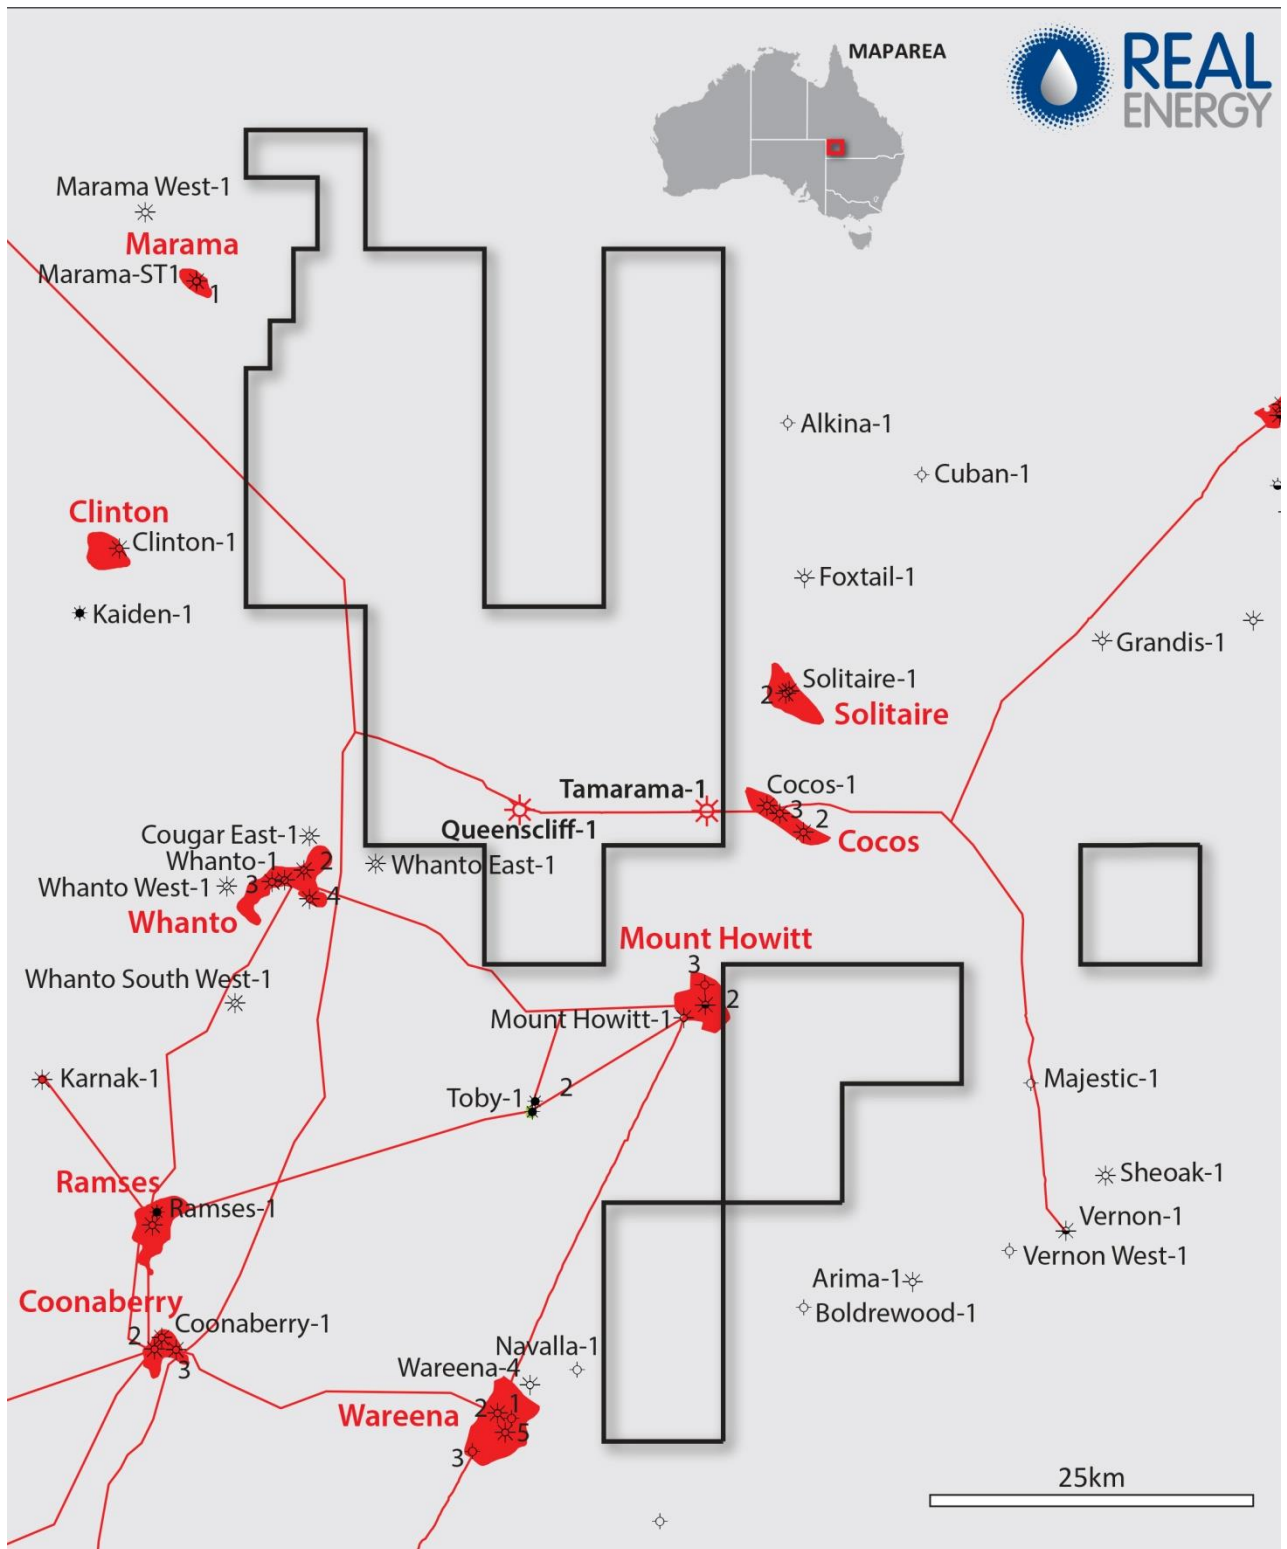 MAPAREA
REAL
ENERGY
Marama West-1
Marama
Marama-ST1
1
Alkina-1
Cuban-1
Clinton
Clinton-1
Kaiden-1
Foxtail-1
Grandis-1
Solitaire-1
2
Solitaire
Tamarama-1
Cocos-1
3
2
Queenscliff-1
Cocos
Cougar East-1
Whanto-1
2
Whanto East-1
Whanto West-1
3
4
Whanto
Mount Howitt
3
Whanto South West-1
2
Mount Howitt-1
Karnak-1
Toby-1
2
Majestic-1
Ramses
Ramses-1
Sheoak-1
Vernon-1
Vernon West-1
Arima-1
Boldrewood-1
Coonaberry
Coonaberry-1
2
3
Navalla-1
Wareena-4
2
1
Wareena
5
3
25km